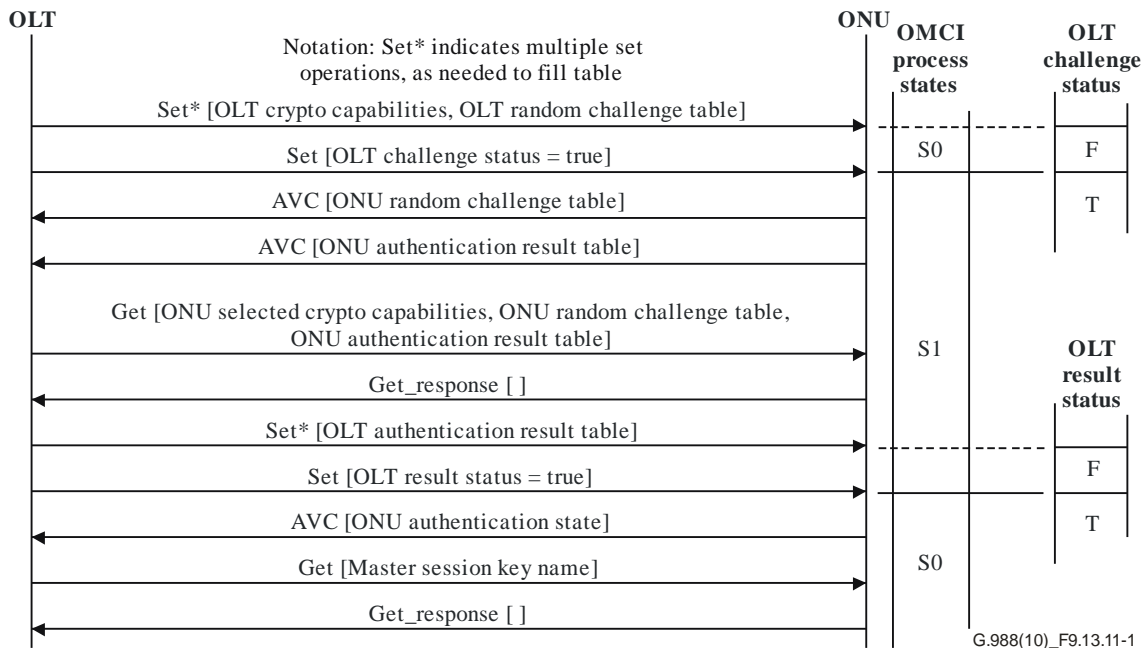 OLT
ONU
OMCI
process
states
OLT
challenge
status
Notation: Set* indicates multiple set
operations, as needed to fill table
Set* [OLT crypto capabilities, OLT random challenge table]
Set [OLT challenge status = true]
S0
F
AVC [ONU random challenge table]
T
AVC [ONU authentication result table]
Get [ONU selected crypto capabilities, ONU random challenge table,
ONU authentication result table]
S1
OLT
result
status
Get_response [ ]
Set* [OLT authentication result table]
Set [OLT result status = true]
F
AVC [ONU authentication state]
T
Get [Master session key name]
S0
Get_response [ ]
G.988(10)_F9.13.11-1